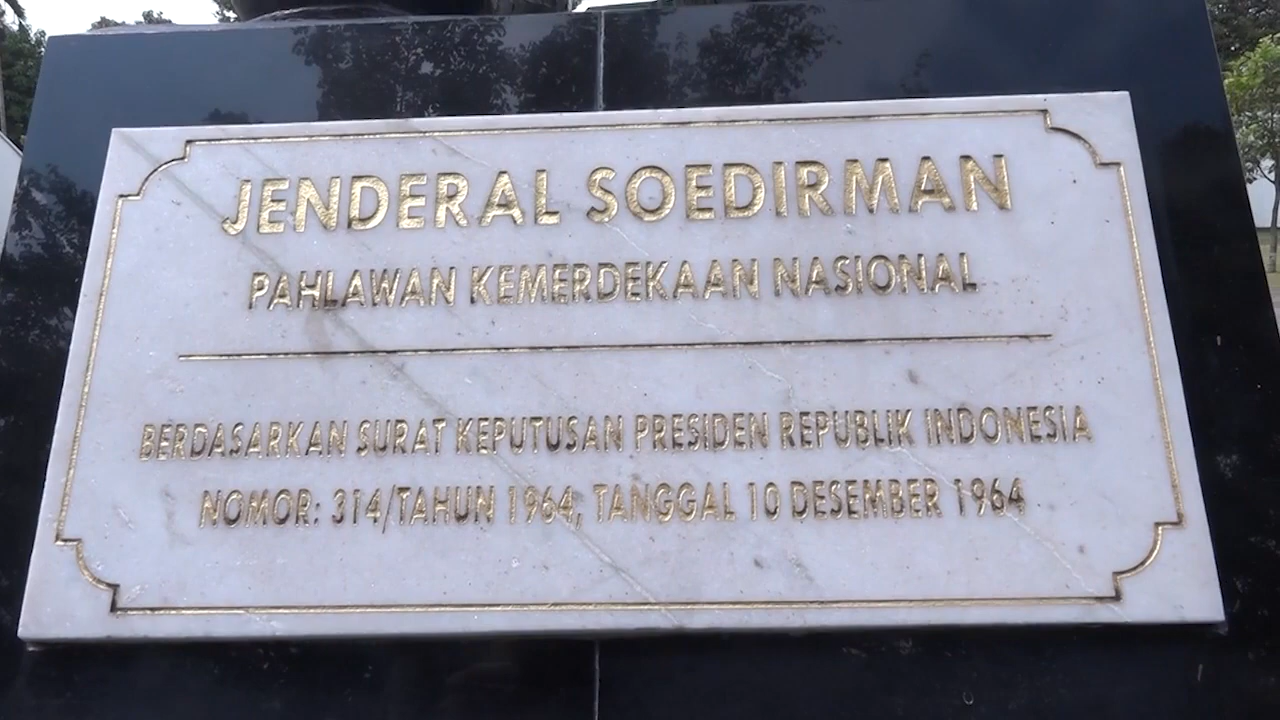 JENDERAL SOEDIRMAN
PAHLAWAN KEMERDEKAAN NASIONAL
BERDASARKAN SURAT KEPUTUSAN PRESIDEN REPUBLIK INDONESIA
NOMOR: 314/TAHUN 1964, TANGGAL 10 DESEMBER 1964